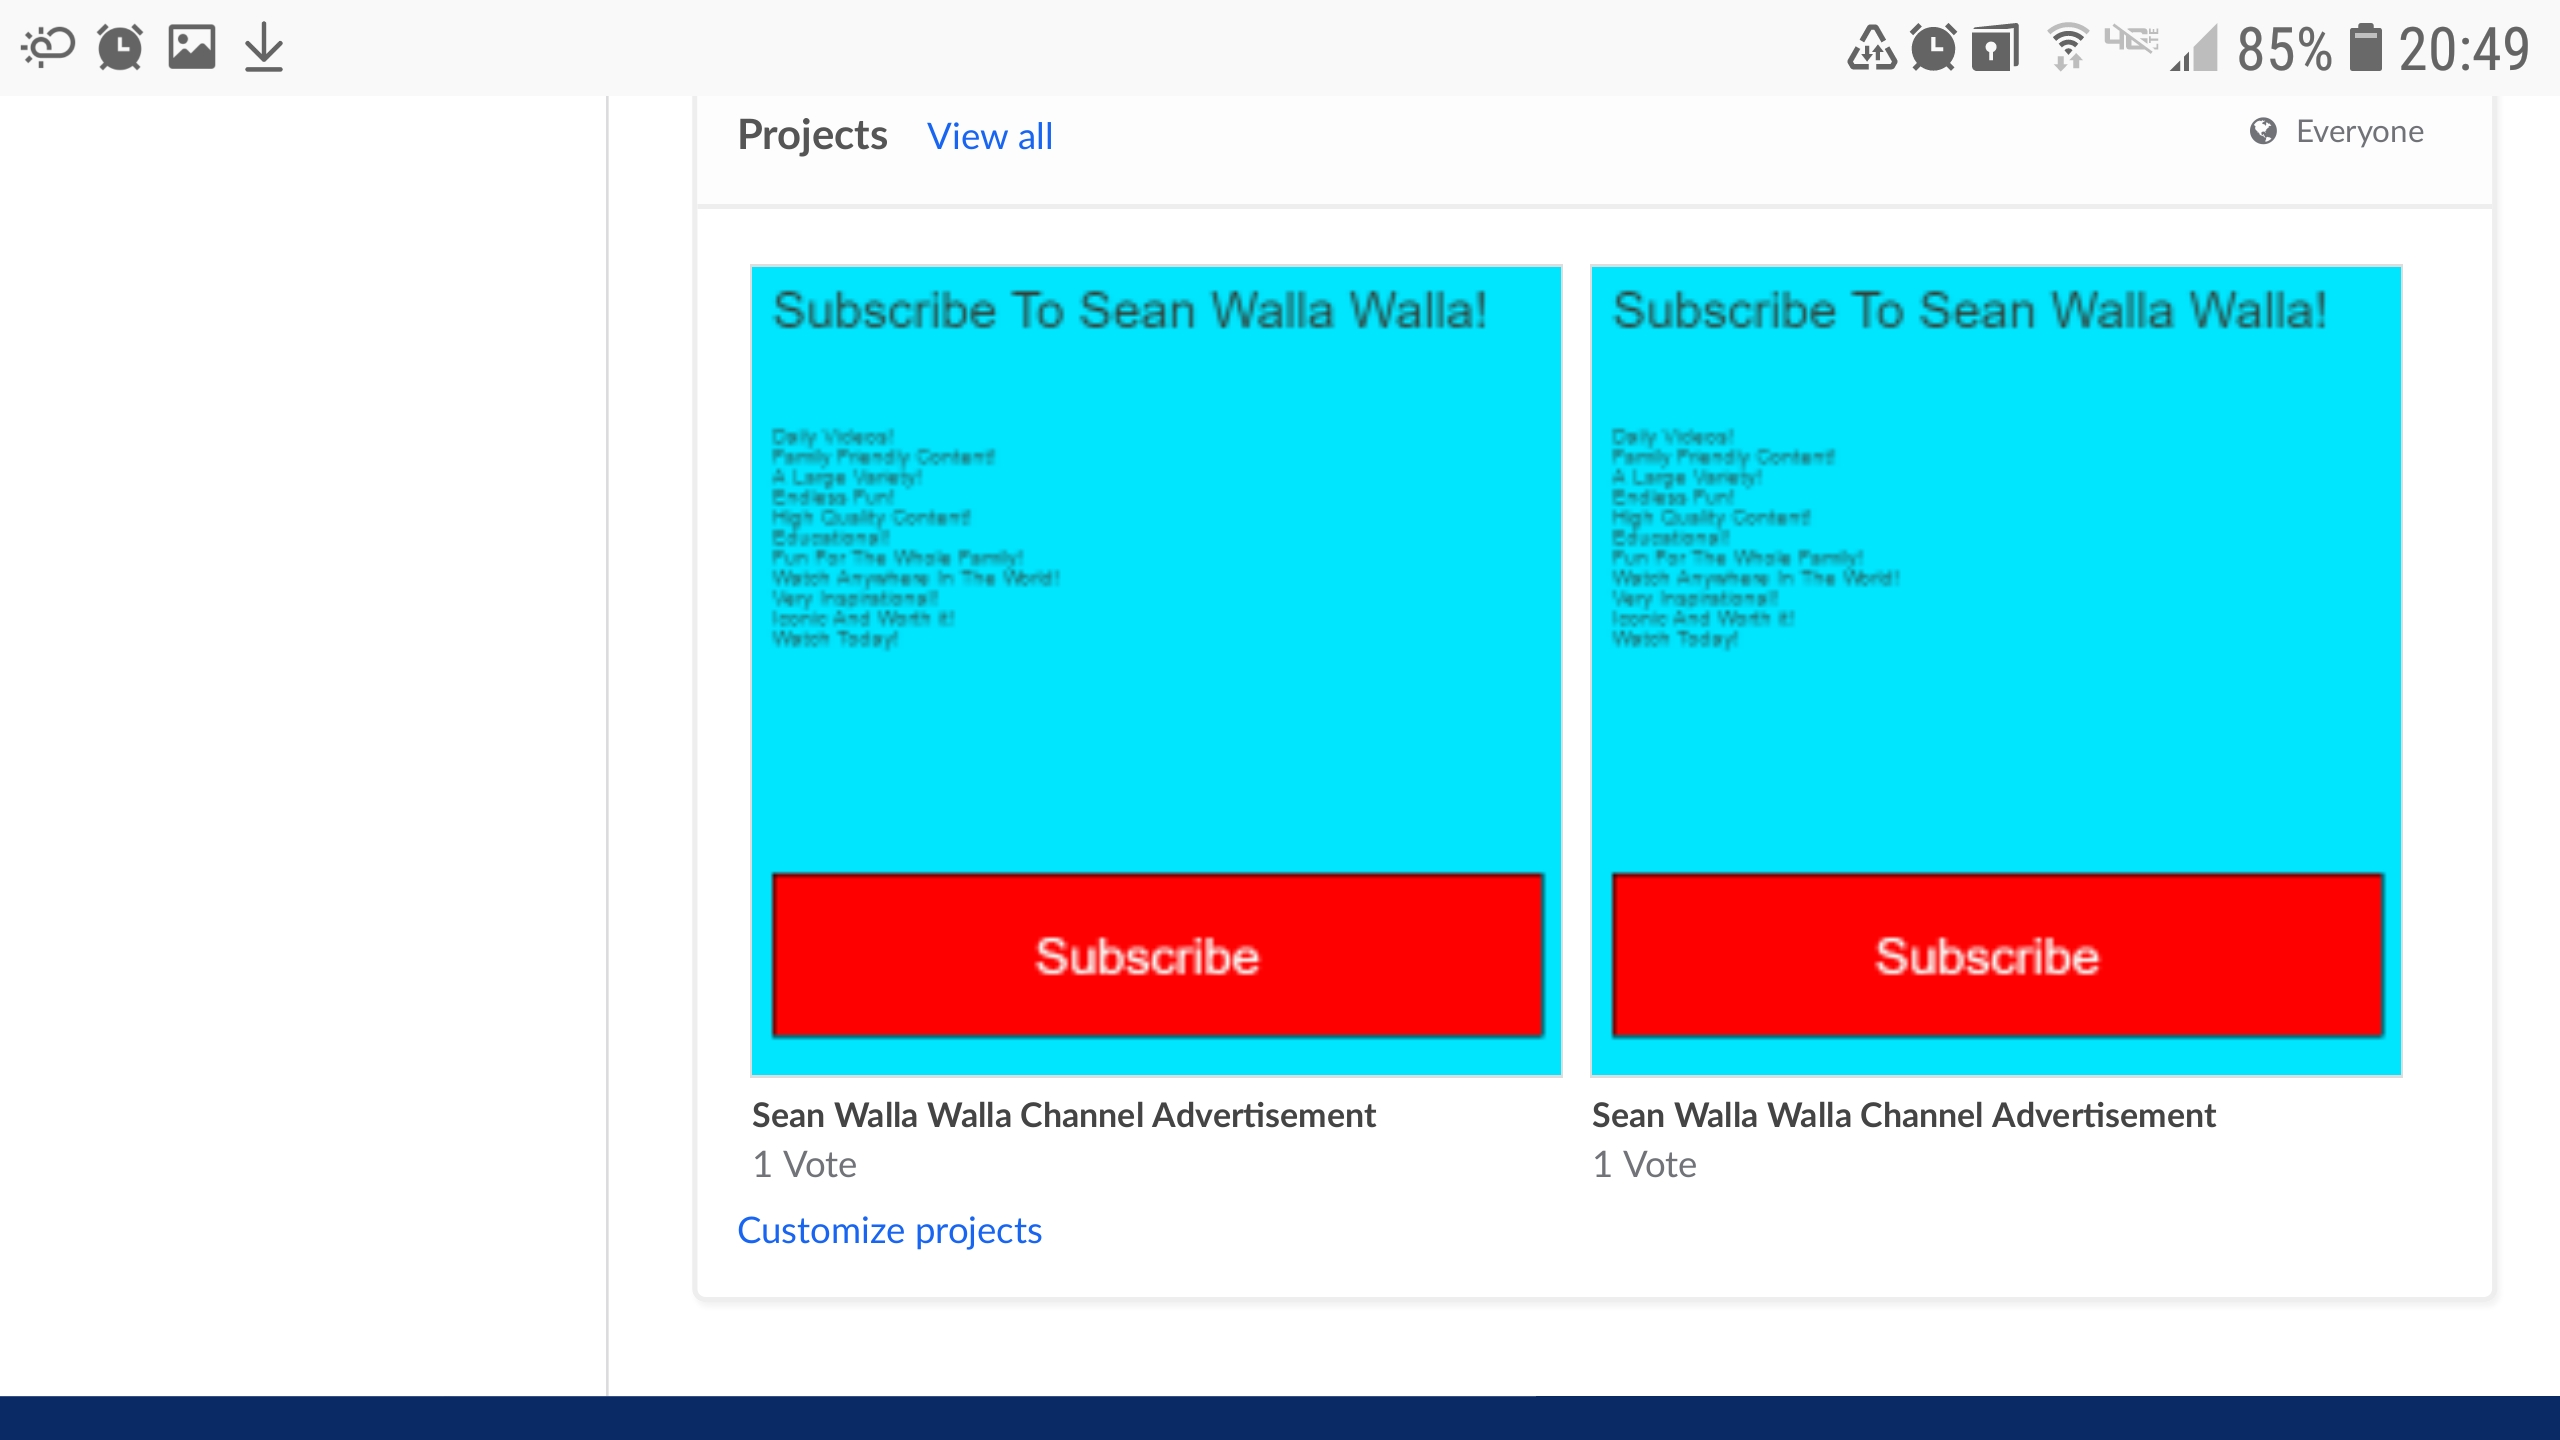 85% 20:49
Projects View all Everyone
Subscribe To Sean Walla Walla!
Daily Videos!
Family Friendly Content!
A Large Variety!
Endless Fun!
High Quality Content!
Educational!
Fun For The Whole Family!
Watch Anywhere In The World!
Very Inspirational!
Iconic And Worth it!
Watch Today!
Subscribe
Sean Walla Walla Channel Advertisement
1 Vote
Subscribe To Sean Walla Walla!
Daily Videos!
Family Friendly Content!
A Large Variety!
Endless Fun!
High Quality Content!
Educational!
Fun For The Whole Family!
Watch Anywhere In The World!
Very Inspirational!
Iconic And Worth it!
Watch Today!
Subscribe
Sean Walla Walla Channel Advertisement
1 Vote
Customize projects